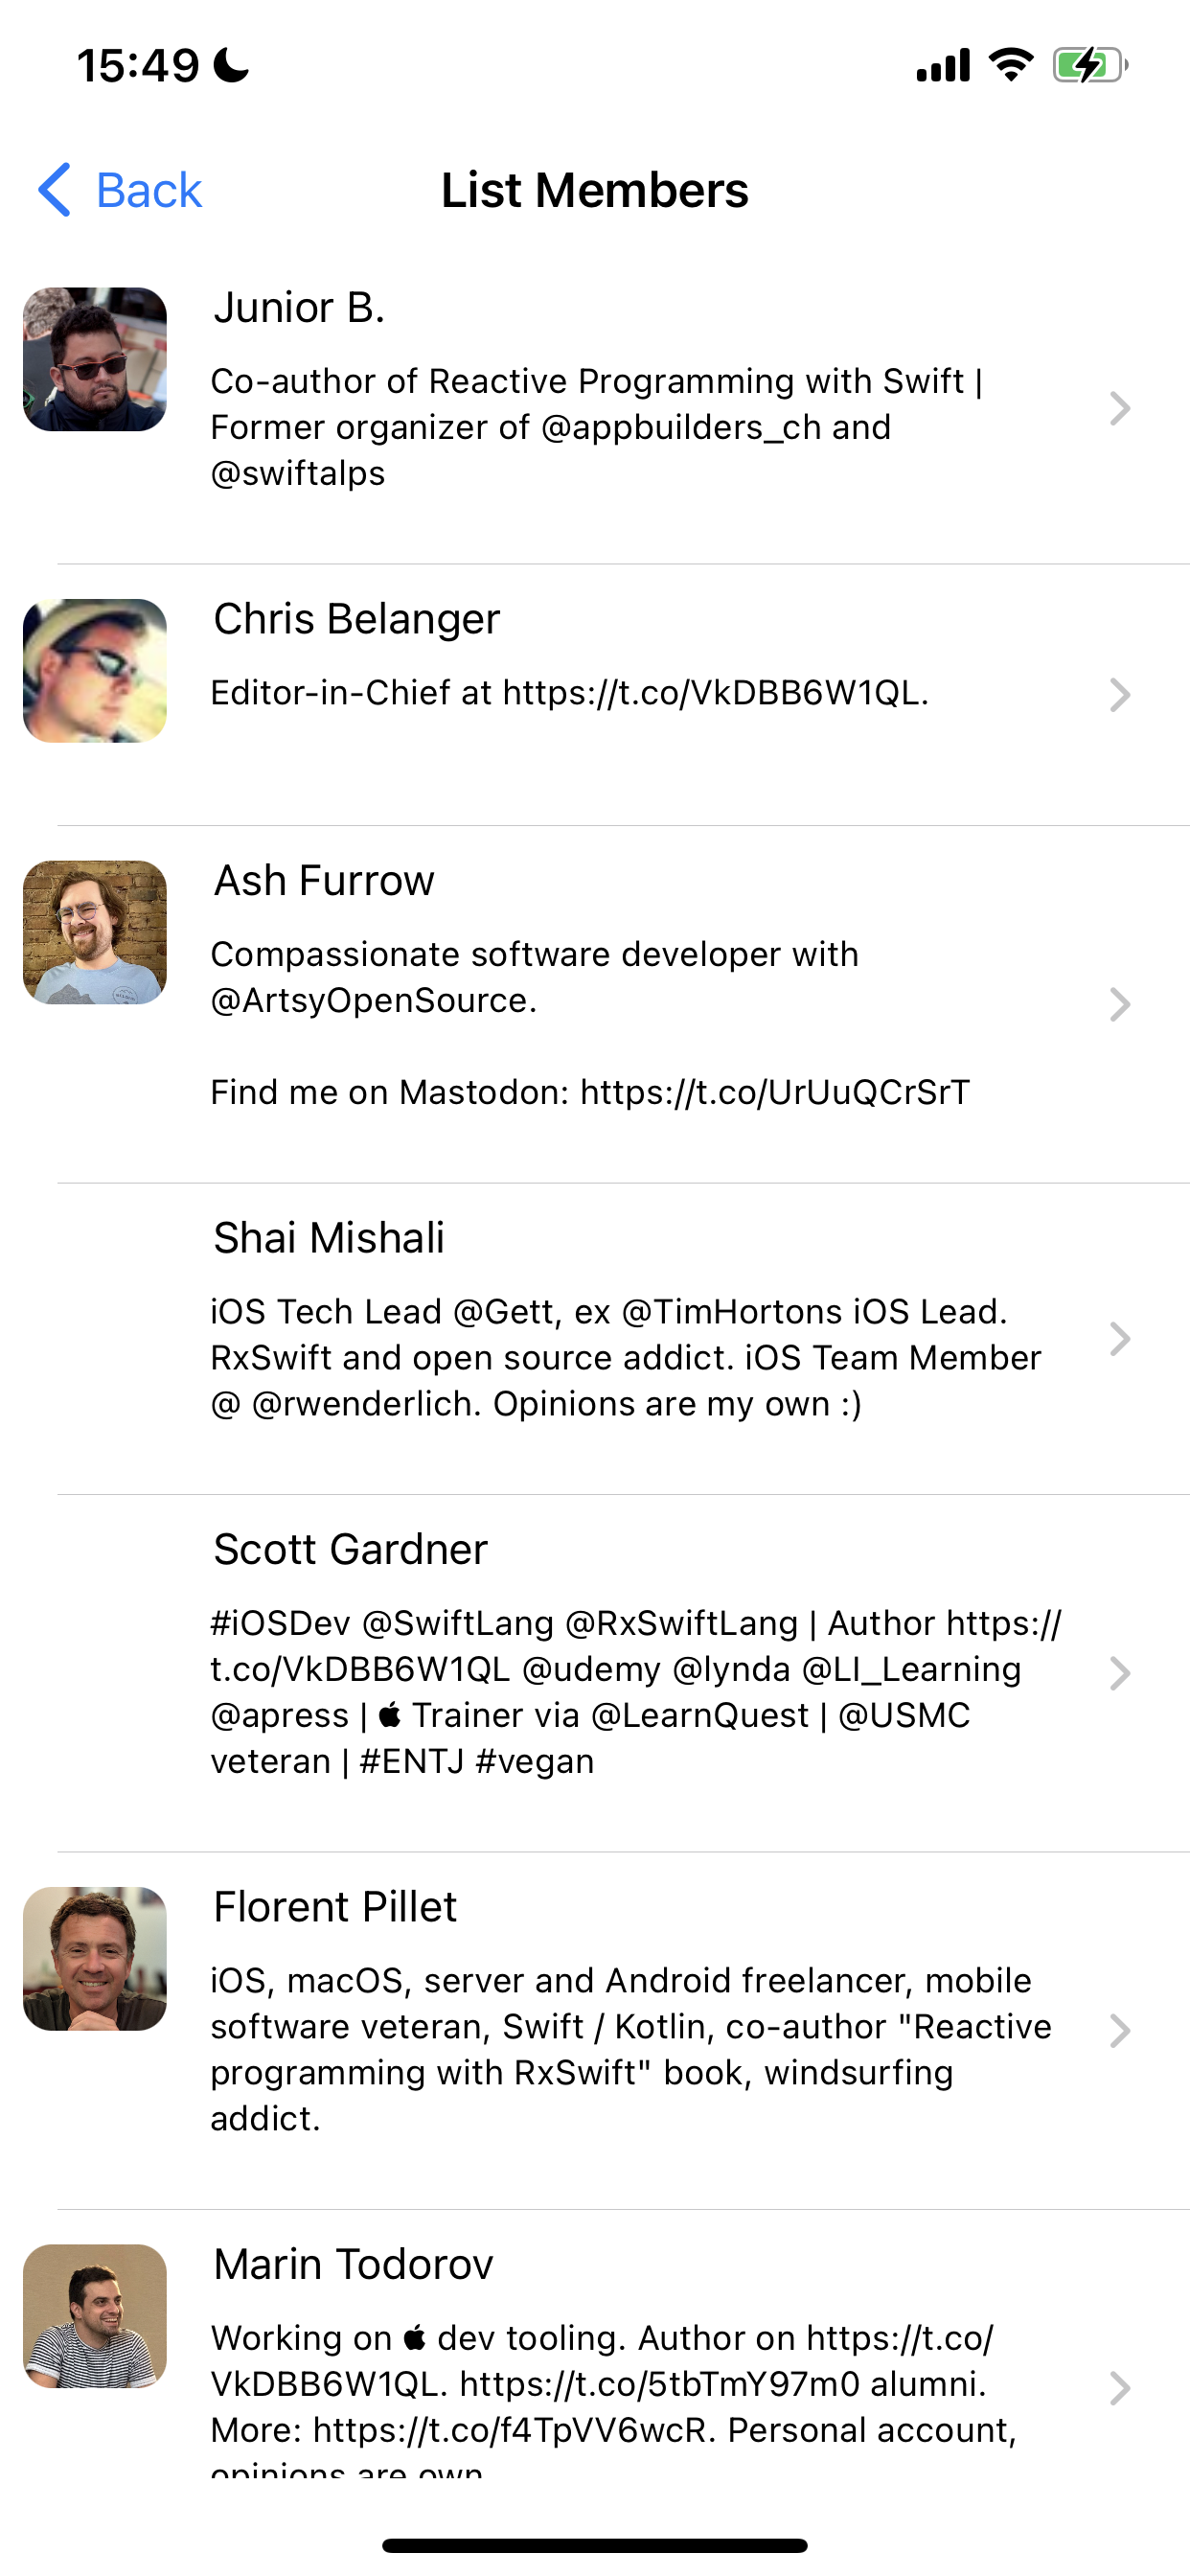 15:49
Back
List Members
Junior B.
Co-author of Reactive Programming with Swift |
Former organizer of @appbuilders_ch and
@swiftalps
Chris Belanger
Editor-in-Chief at https://t.co/VkDBB6W1QL.
Ash Furrow
Compassionate software developer with
@ArtsyOpenSource.
Find me on Mastodon: https://t.co/UrUuQCrSrT
Shai Mishali
iOS Tech Lead @Gett, ex @TimHortons iOS Lead.
RxSwift and open source addict. iOS Team Member
@ @rwenderlich. Opinions are my own :)
Scott Gardner
#iOSDev @SwiftLang @RxSwiftLang | Author https://
t.co/VkDBB6W1QL @udemy @lynda @LI_Learning
@apress |  Trainer via @LearnQuest | @USMC
veteran | #ENTJ #vegan
Florent Pillet
iOS, macOS, server and Android freelancer, mobile
software veteran, Swift / Kotlin, co-author "Reactive
programming with RxSwift" book, windsurfing
addict.
Marin Todorov
Working on  dev tooling. Author on https://t.co/
VkDBB6W1QL. https://t.co/5tbTmY97m0 alumni.
More: https://t.co/f4TpVV6wcR. Personal account,
opinions are own